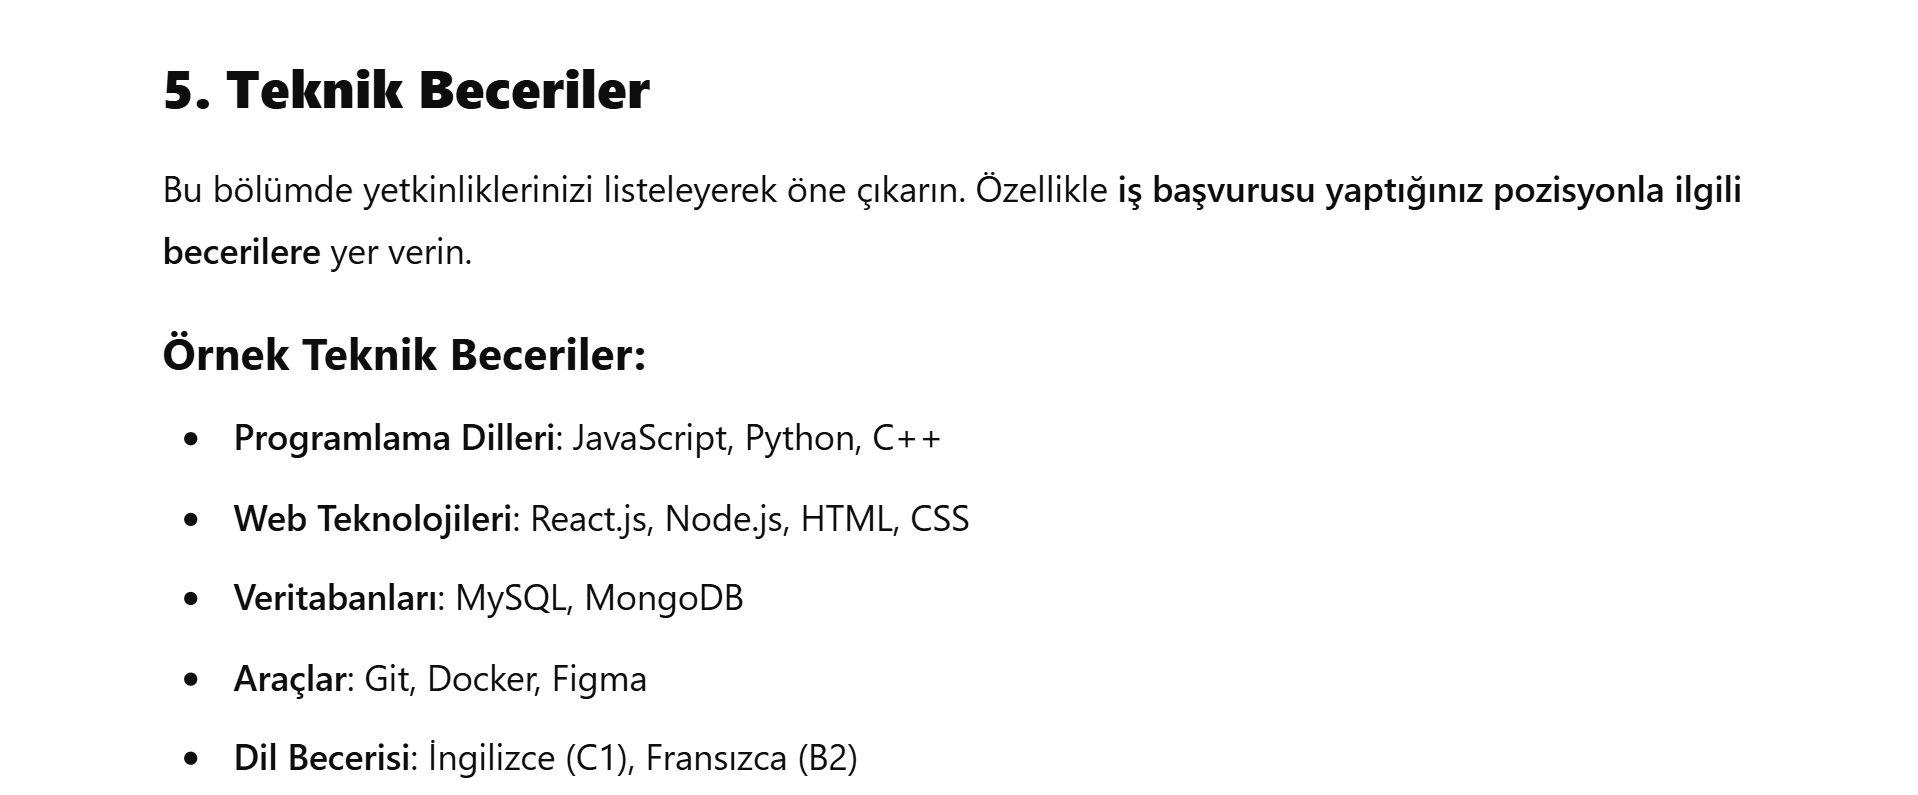 5. Teknik Beceriler
Bu bölümde yetkinliklerinizi listeleyerek öne çıkarın. Özellikle iş başvurusu yaptığınız pozisyonla ilgili
becerilere yer verin.
Örnek Teknik Beceriler:
• Programlama Dilleri: JavaScript, Python, C++
• Web Teknolojileri: React.js, Node.js, HTML, CSS
• Veritabanları: MySQL, MongoDB
• Araçlar: Git, Docker, Figma
• Dil Becerisi: İngilizce (C1), Fransızca (B2)